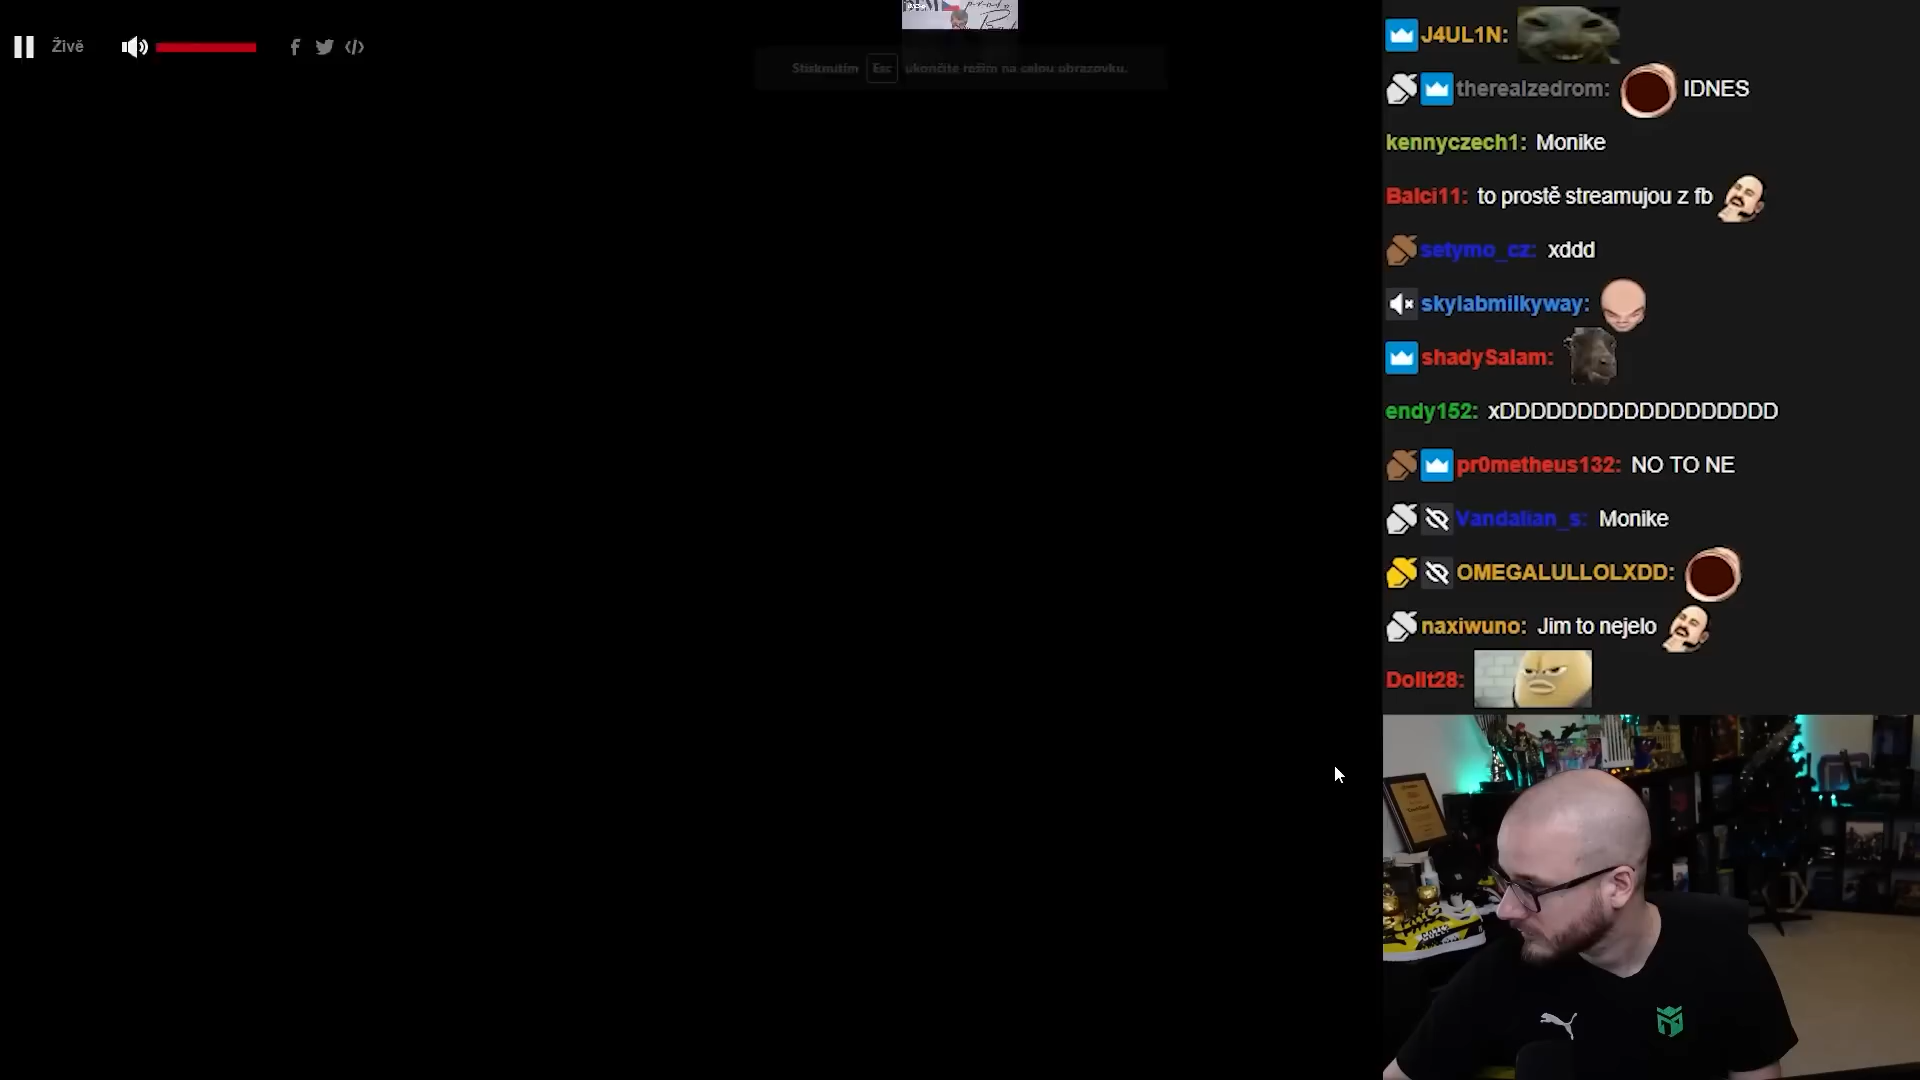 Živě
Stisknutím Esc ukončíte režim na celou obrazovku.
J4UL1N:
therealzedrom: IDNES
kennyczech1: Monike
Balci11: to prostě streamujou z fb
setymo_cz: xddd
skylabmilkyway:
shadySalam:
endy152: xDDDDDDDDDDDDDDDDDD
pr0metheus132: NO TO NE
Vandalian_s: Monike
OMEGALULLOLXDD:
naxiwuno: Jim to nejelo
Dollt28: